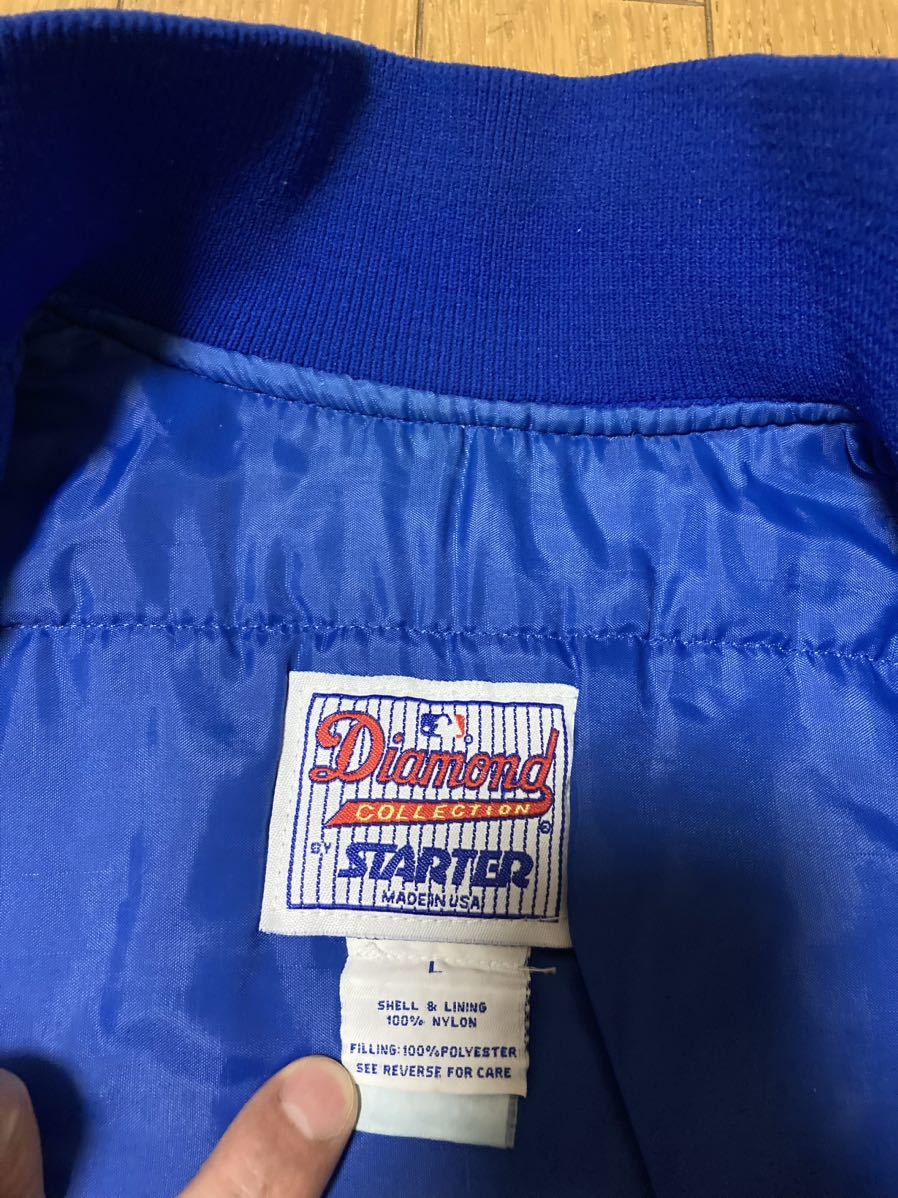 Diamond
COLLECTION
BY STARTER
MADE IN USA
L
SHELL & LINING
100% NYLON
FILLING:100%POLYESTER
SEE REVERSE FOR CARE